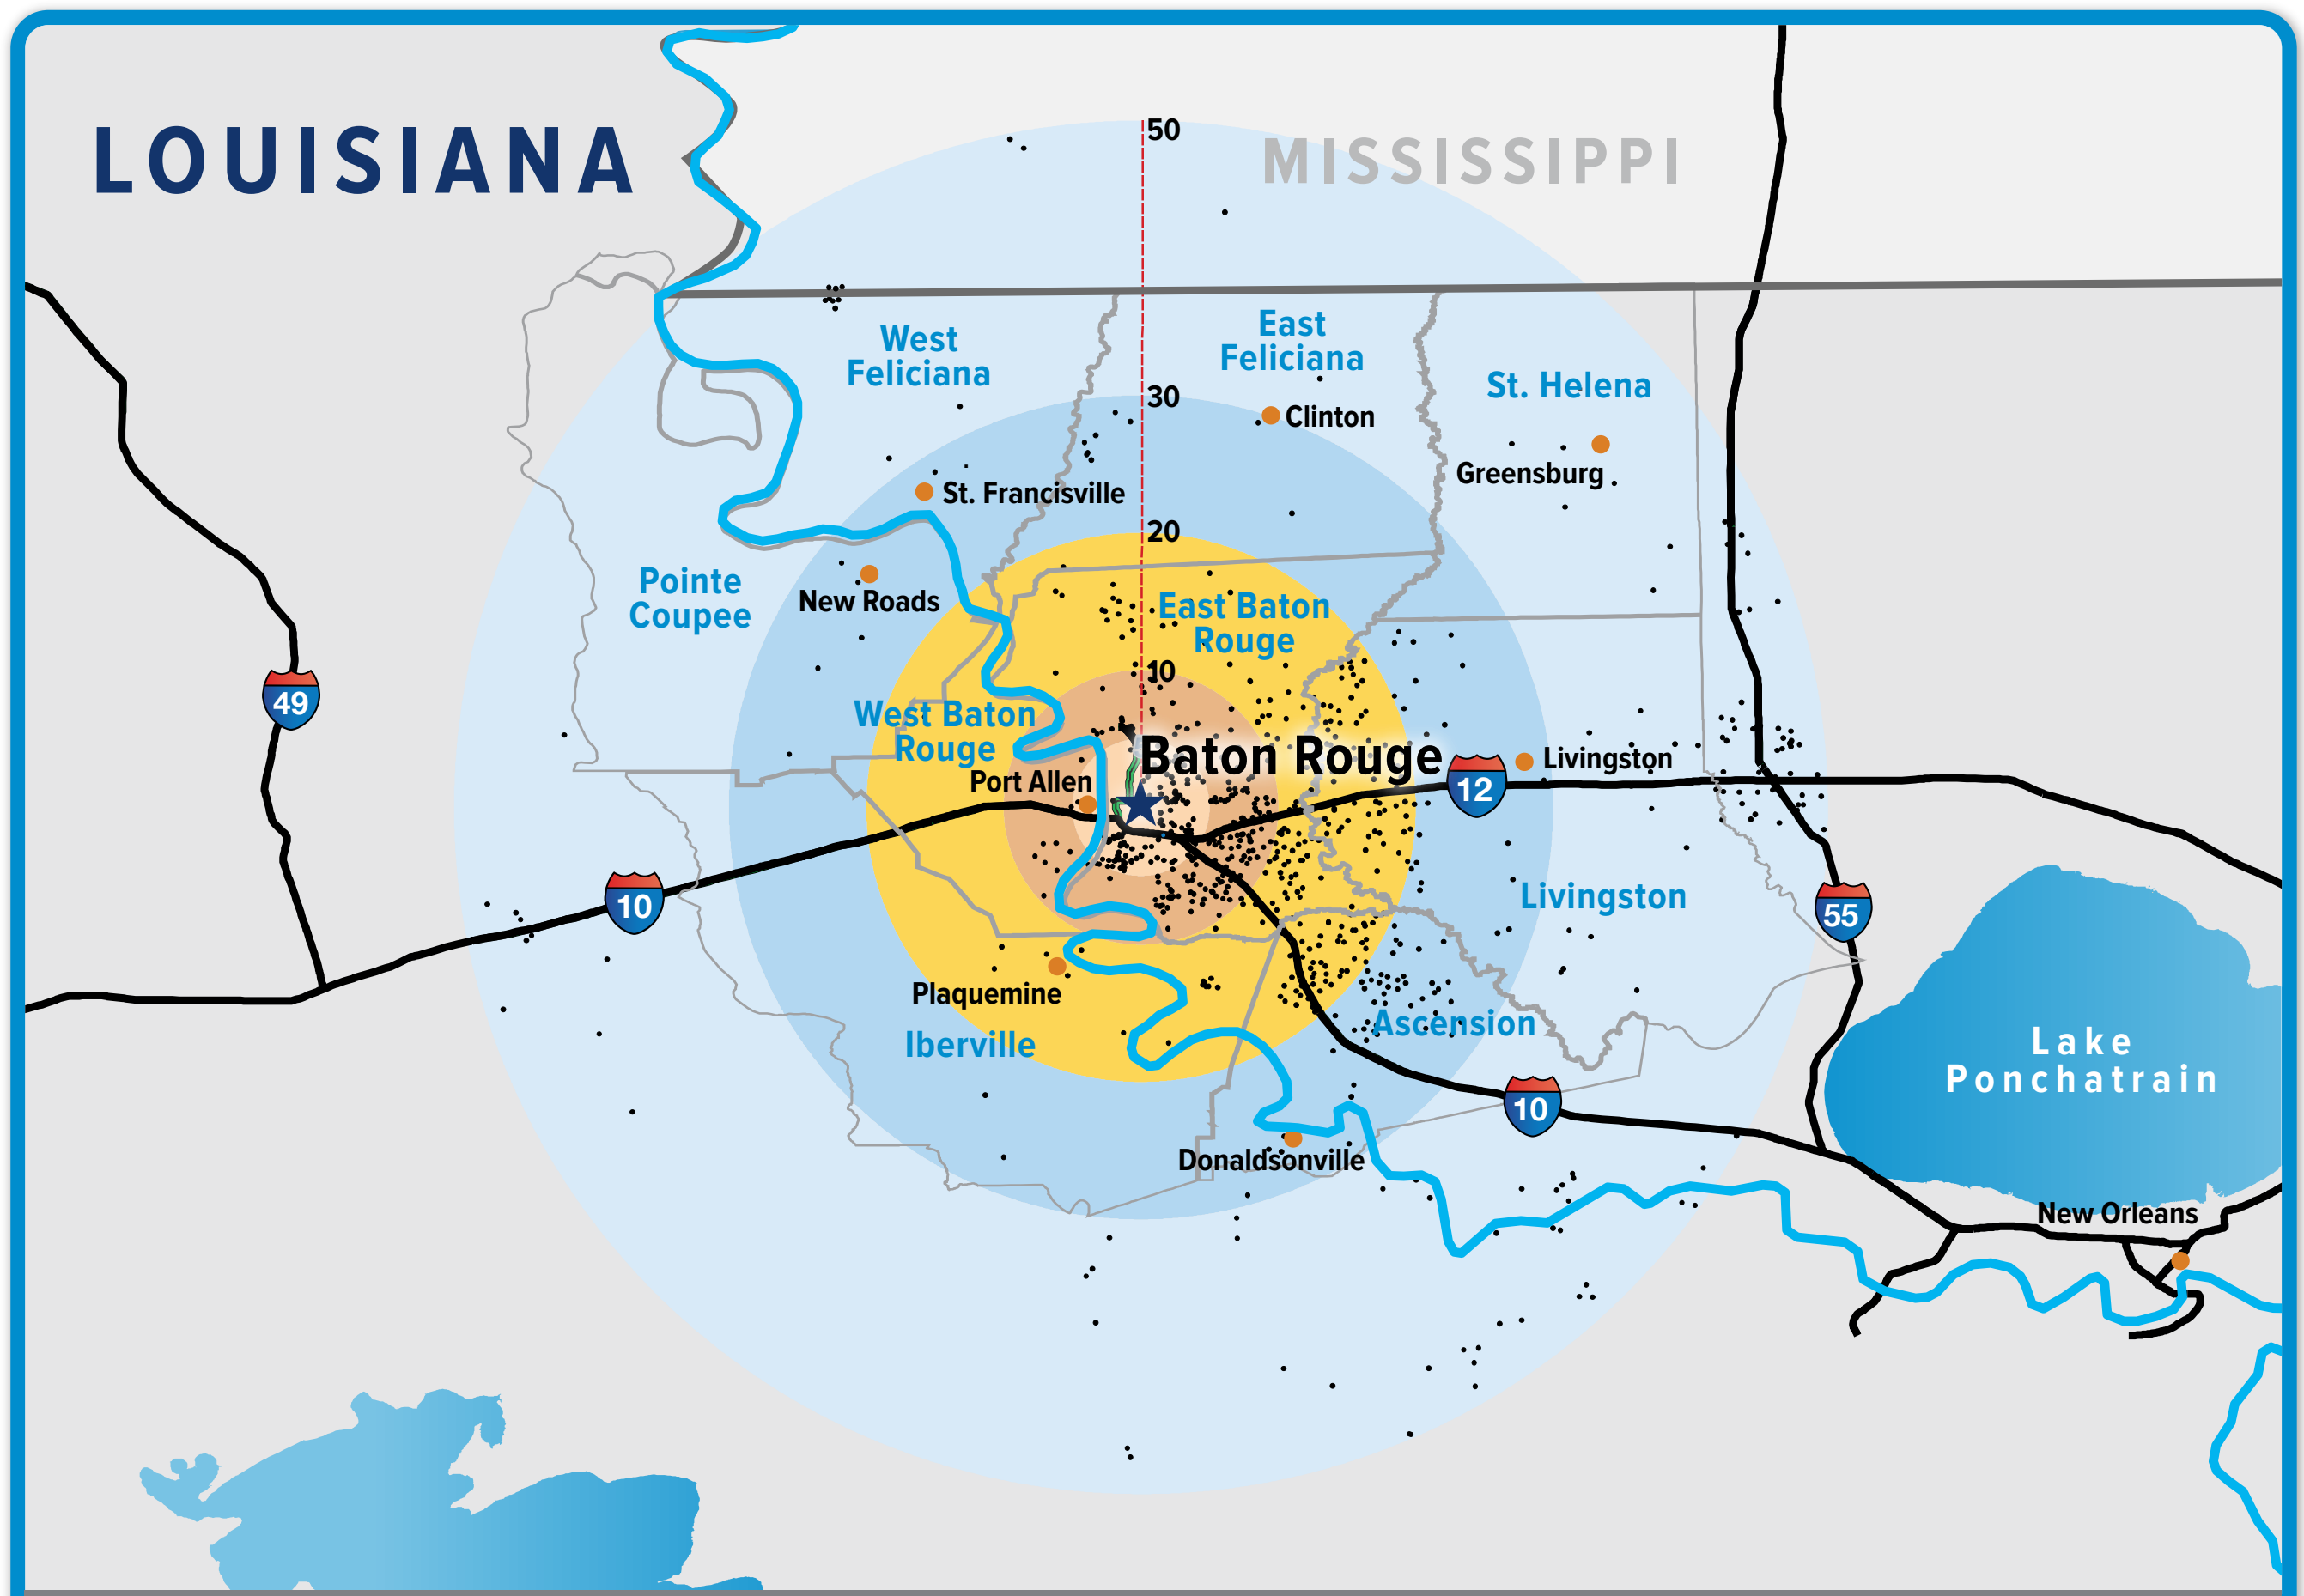 LOUISIANA
MISSISSIPPI
50
West
Feliciana
East
Feliciana
St. Helena
30
Clinton
Greensburg
St. Francisville
20
Pointe
Coupee
New Roads
East Baton
Rouge
10
49
West Baton
Rouge
Baton Rouge
Port Allen
12
Livingston
10
Livingston
55
Plaquemine
Iberville
Ascension
Lake
Ponchatrain
10
Donaldsonville
New Orleans